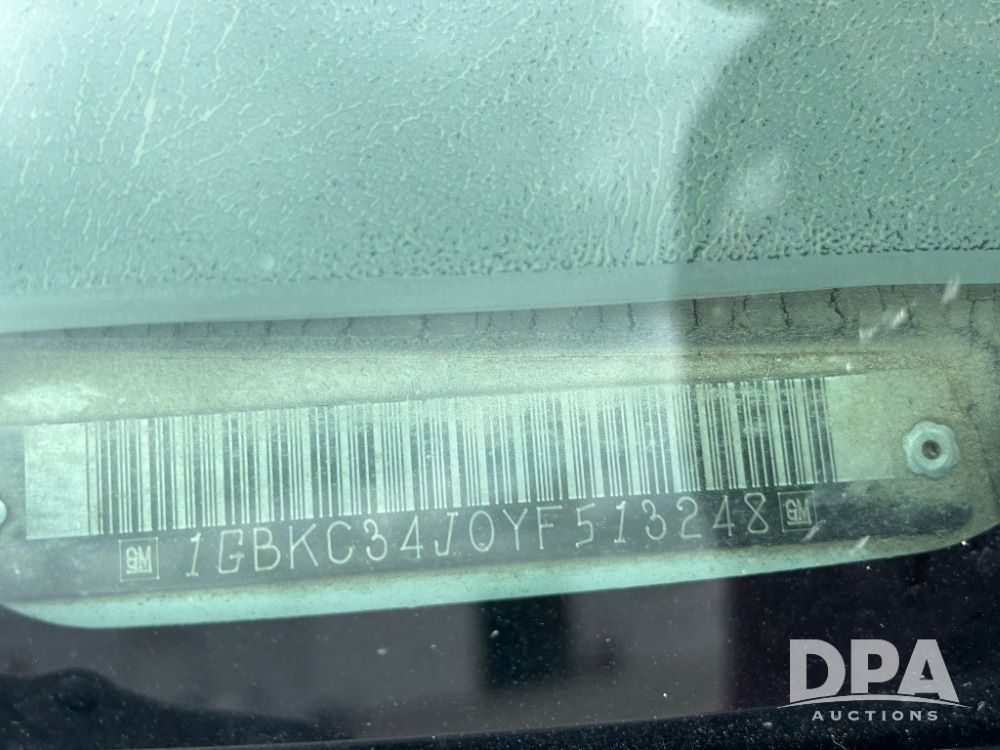 GM 1GBKC34J0YF513248 GM
DPA
AUCTIONS